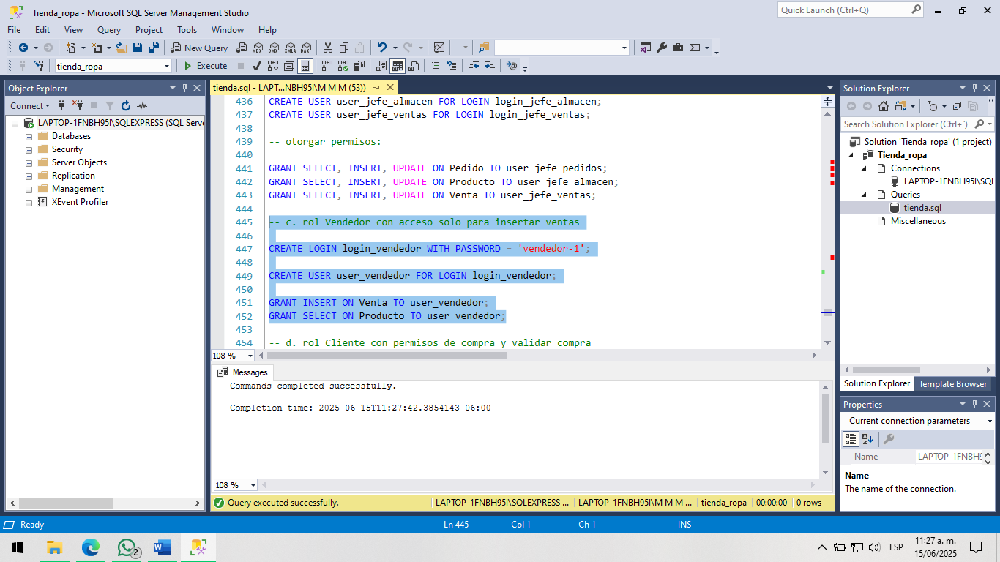 Tienda_ropa - Microsoft SQL Server Management Studio
Quick Launch (Ctrl+Q)
File Edit View Query Project Tools Window Help
New Query
MDX DMX XMLA DAX
tienda_ropa
Execute
Object Explorer
Connect
LAPTOP-1FNBH95I\SQLEXPRESS (SQL Serv
Databases
Security
Server Objects
Replication
Management
XEvent Profiler
tienda.sql - LAPT...NBH95I\M M M (53))
436 CREATE USER user_jefe_almacen FOR LOGIN login_jefe_almacen;
437 CREATE USER user_jefe_ventas FOR LOGIN login_jefe_ventas;
438
439 -- otorgar permisos:
440
441 GRANT SELECT, INSERT, UPDATE ON Pedido TO user_jefe_pedidos;
442 GRANT SELECT, INSERT, UPDATE ON Producto TO user_jefe_almacen;
443 GRANT SELECT, INSERT, UPDATE ON Venta TO user_jefe_ventas;
444
445 -- c. rol Vendedor con acceso solo para insertar ventas
446
447 CREATE LOGIN login_vendedor WITH PASSWORD = 'vendedor-1';
448
449 CREATE USER user_vendedor FOR LOGIN login_vendedor;
450
451 GRANT INSERT ON Venta TO user_vendedor;
452 GRANT SELECT ON Producto TO user_vendedor;
453
454 -- d. rol Cliente con permisos de compra y validar compra
108 %
Messages
Commands completed successfully.
Completion time: 2025-06-15T11:27:42.3854143-06:00
108 %
Query executed successfully.
LAPTOP-1FNBH95I\SQLEXPRESS ...
LAPTOP-1FNBH95I\M M M ...
tienda_ropa
00:00:00
0 rows
Solution Explorer
Search Solution Explorer (Ctrl+¨)
Solution 'Tienda_ropa' (1 project)
Tienda_ropa
Connections
LAPTOP-1FNBH95I\SQL
Queries
tienda.sql
Miscellaneous
Solution Explorer
Template Browser
Properties
Current connection parameters
Name LAPTOP-1FNBH9
Name
The name of the connection.
Ready
Ln 445
Col 1
Ch 1
INS
2
ESP
11:27 a. m.
15/06/2025